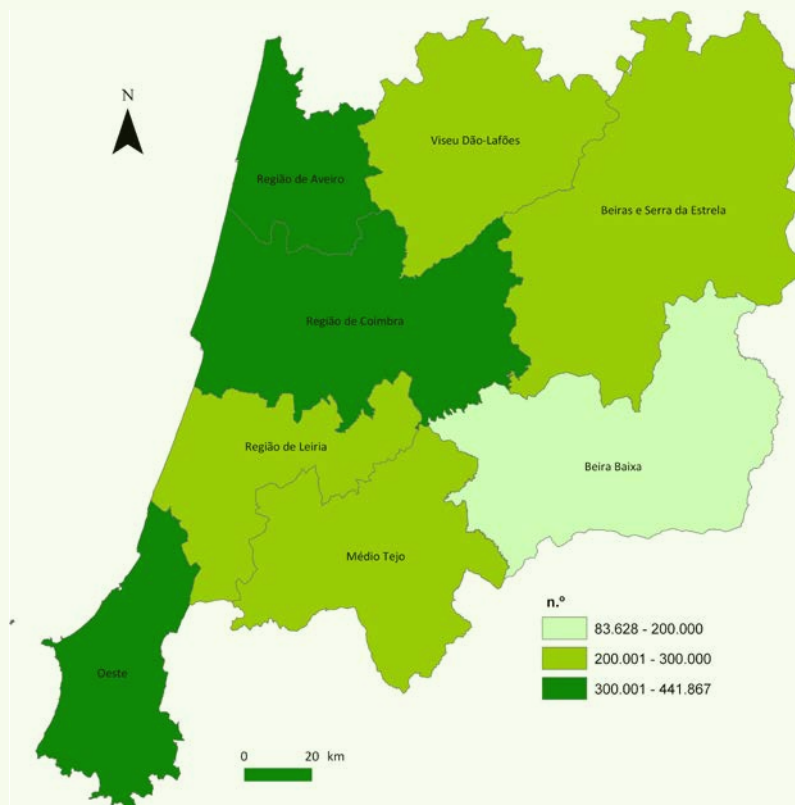 N
Viseu Dão-Lafões
Região de Aveiro
Beiras e Serra da Estrela
Região de Coimbra
Região de Leiria
Beira Baixa
Médio Tejo
Oeste
n.º
83.628 - 200.000
200.001 - 300.000
300.001 - 441.867
0 20 km